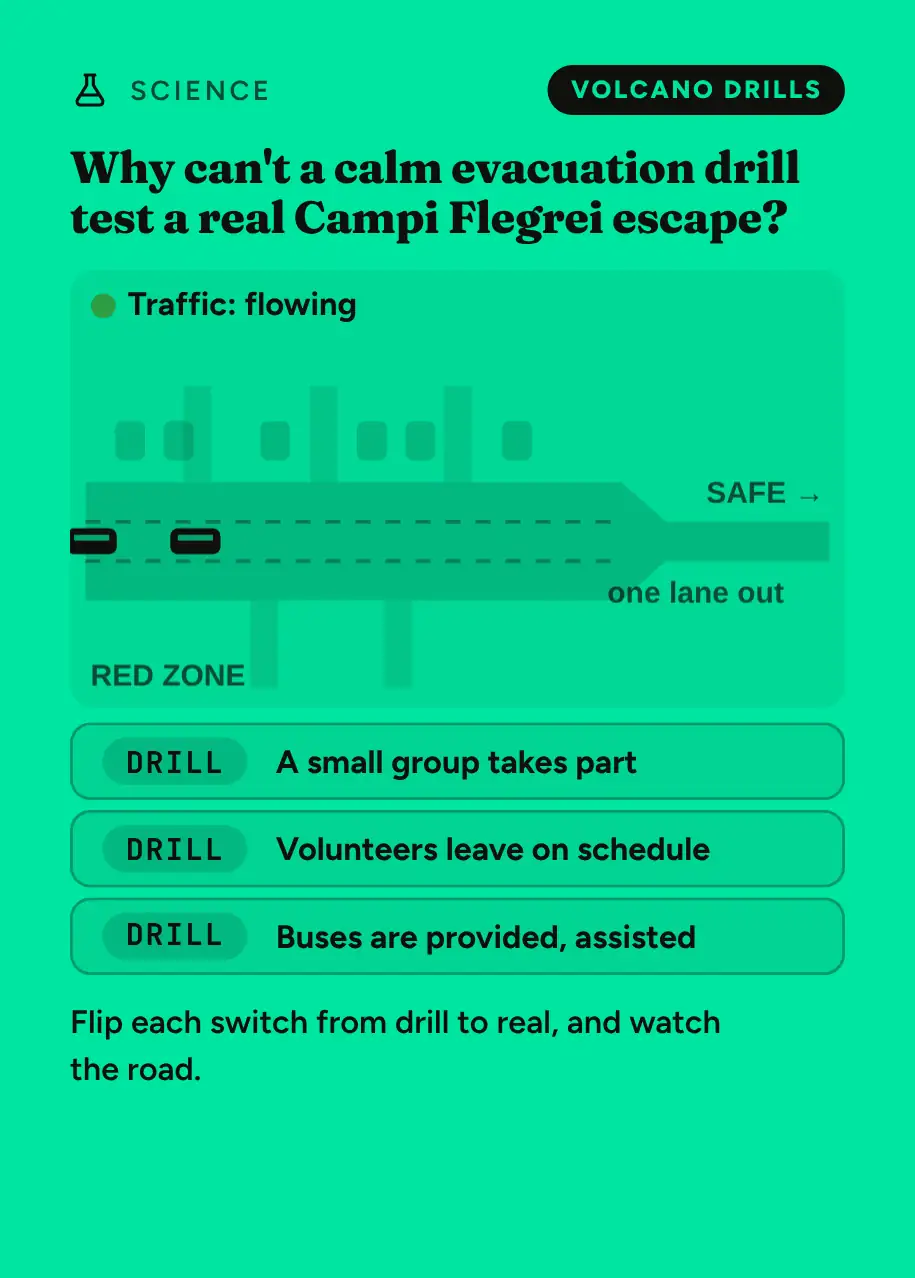 SCIENCE
VOLCANO DRILLS
Why can't a calm evacuation drill
test a real Campi Flegrei escape?
Traffic: flowing
SAFE →
one lane out
RED ZONE
DRILL A small group takes part
DRILL Volunteers leave on schedule
DRILL Buses are provided, assisted
Flip each switch from drill to real, and watch
the road.